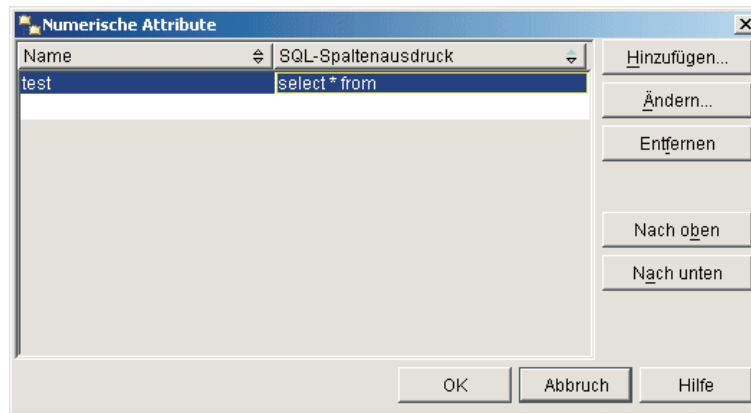 Numerische Attribute
Name SQL-Spaltenausdruck
test select * from
Hinzufügen...
Ändern...
Entfernen
Nach oben
Nach unten
OK Abbruch Hilfe